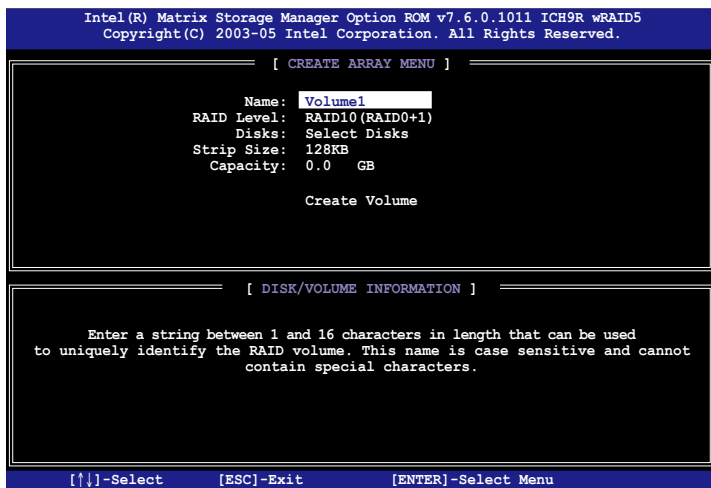 Intel(R) Matrix Storage Manager Option ROM v7.6.0.1011 ICH9R wRAID5
Copyright(C) 2003-05 Intel Corporation. All Rights Reserved.
[ CREATE ARRAY MENU ]
Name: Volume1
RAID Level: RAID10(RAID0+1)
Disks: Select Disks
Strip Size: 128KB
Capacity: 0.0 GB
Create Volume
[ DISK/VOLUME INFORMATION ]
Enter a string between 1 and 16 characters in length that can be used
to uniquely identify the RAID volume. This name is case sensitive and cannot
contain special characters.
[↑↓]-Select [ESC]-Exit [ENTER]-Select Menu